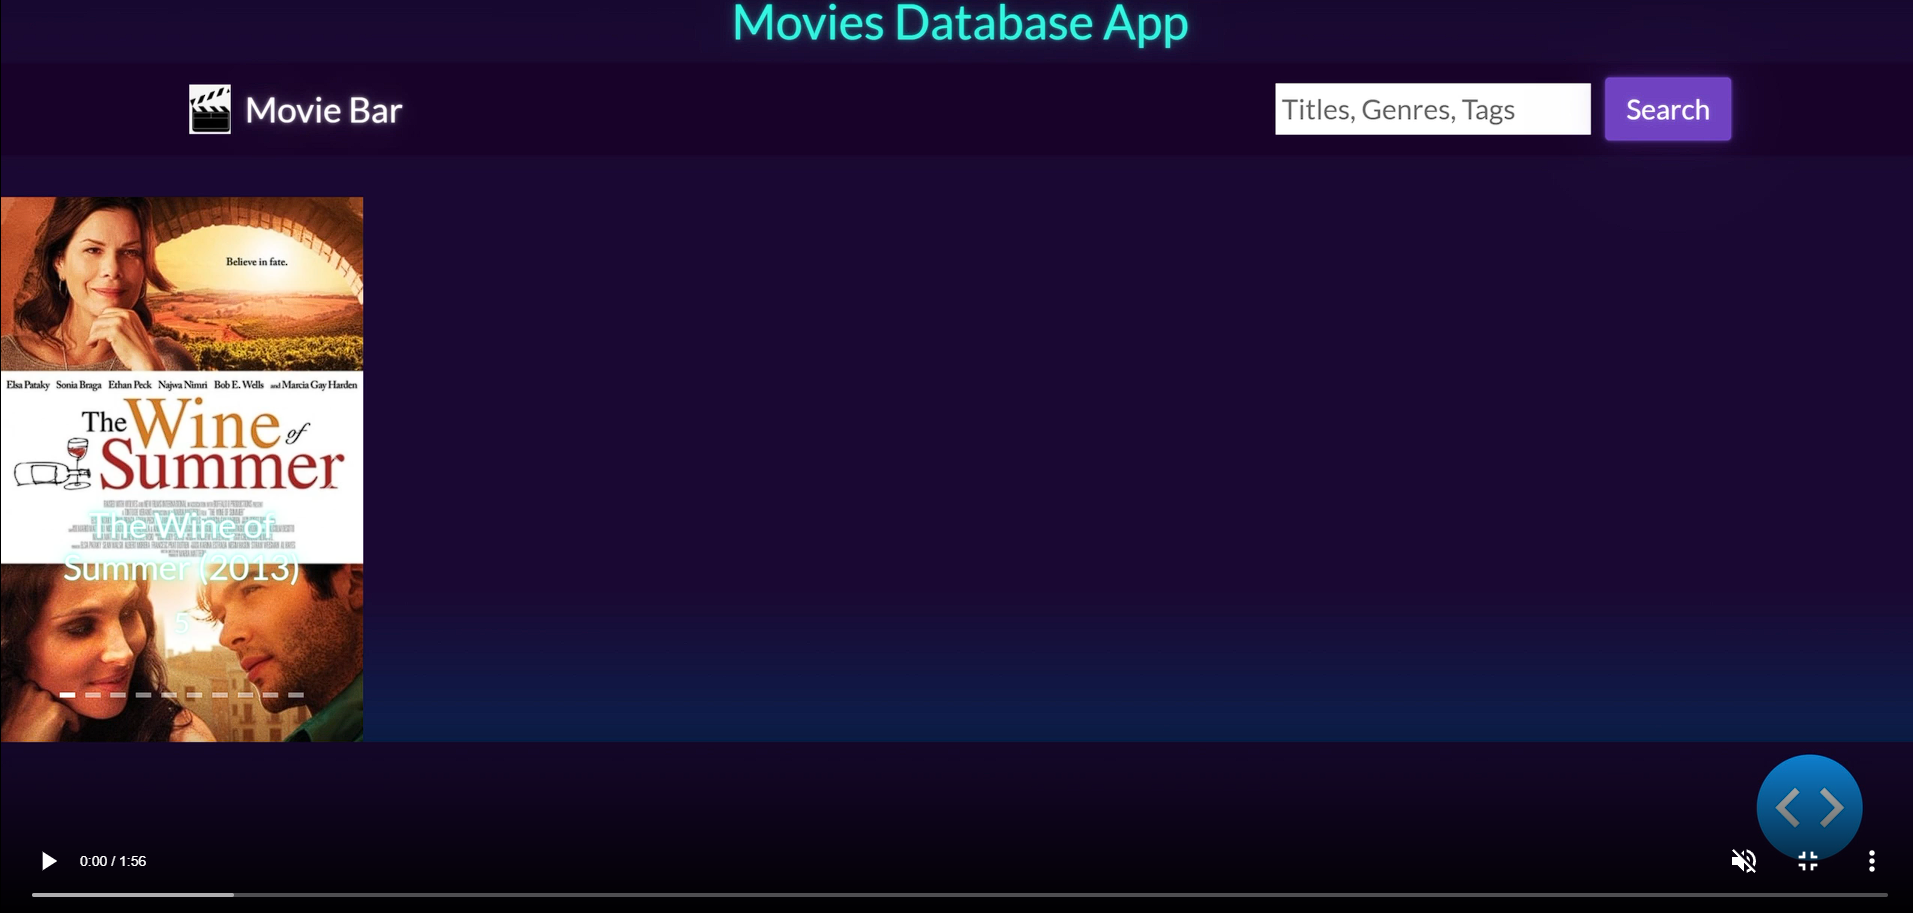 Movies Database App
Movie Bar
Titles, Genres, Tags
Search
Believe in fate.
Elsa Pataky Sonia Braga Ethan Peck Najwa Nimri Bob E. Wells and Marcia Gay Harden
The Wine of
Summer
The Wine of
Summer (2013)
5
0:00 / 1:56